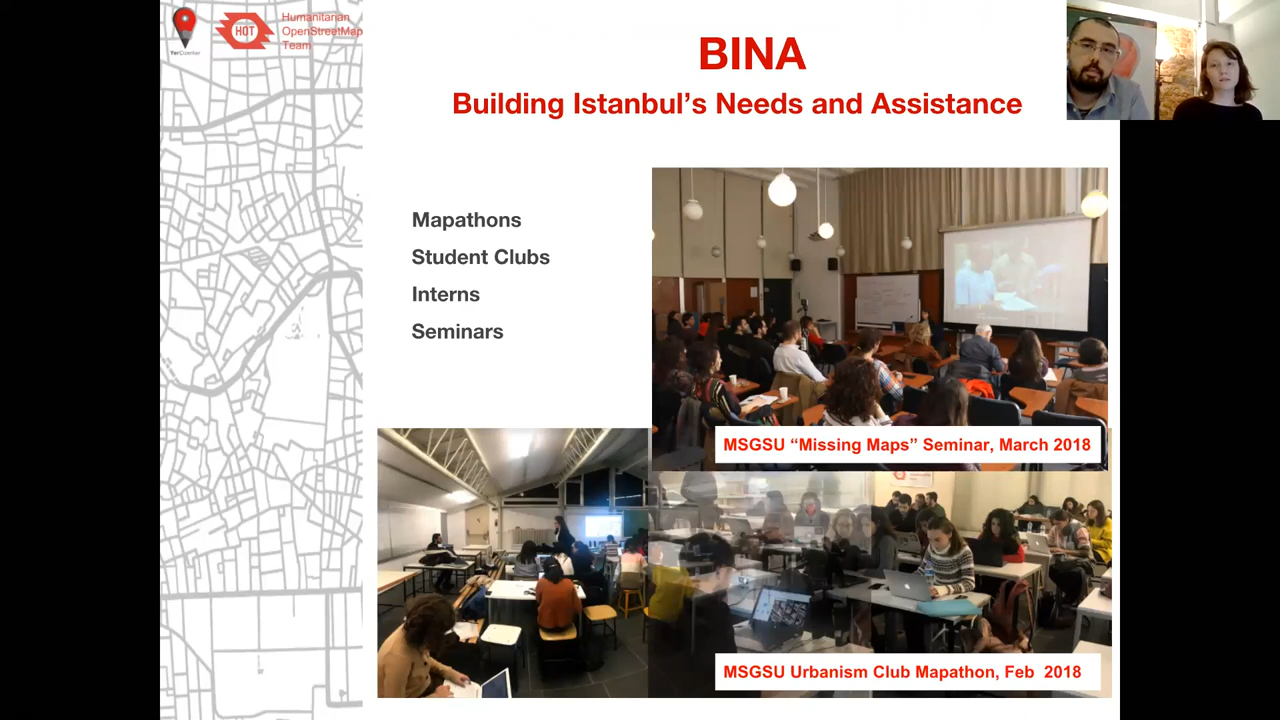 YerÇizenler
HOT
Humanitarian
OpenStreetMap
Team
BINA
Building Istanbul’s Needs and Assistance
Mapathons
Student Clubs
Interns
Seminars
MSGSU “Missing Maps” Seminar, March 2018
MSGSU Urbanism Club Mapathon, Feb 2018